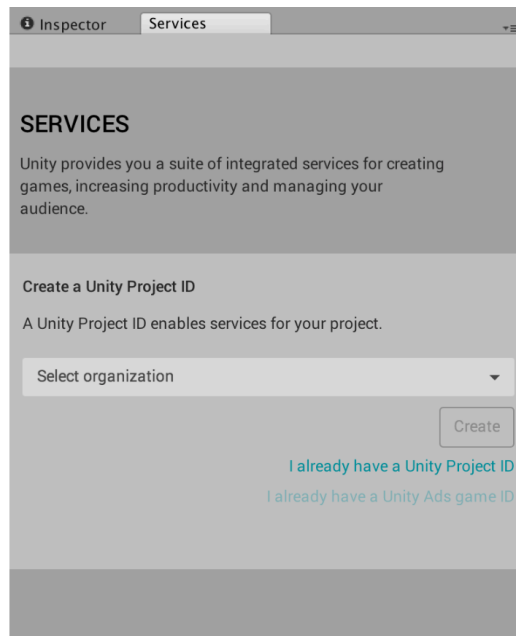 Inspector
Services
SERVICES
Unity provides you a suite of integrated services for creating
games, increasing productivity and managing your
audience.
Create a Unity Project ID
A Unity Project ID enables services for your project.
Select organization
Create
I already have a Unity Project ID
I already have a Unity Ads game ID